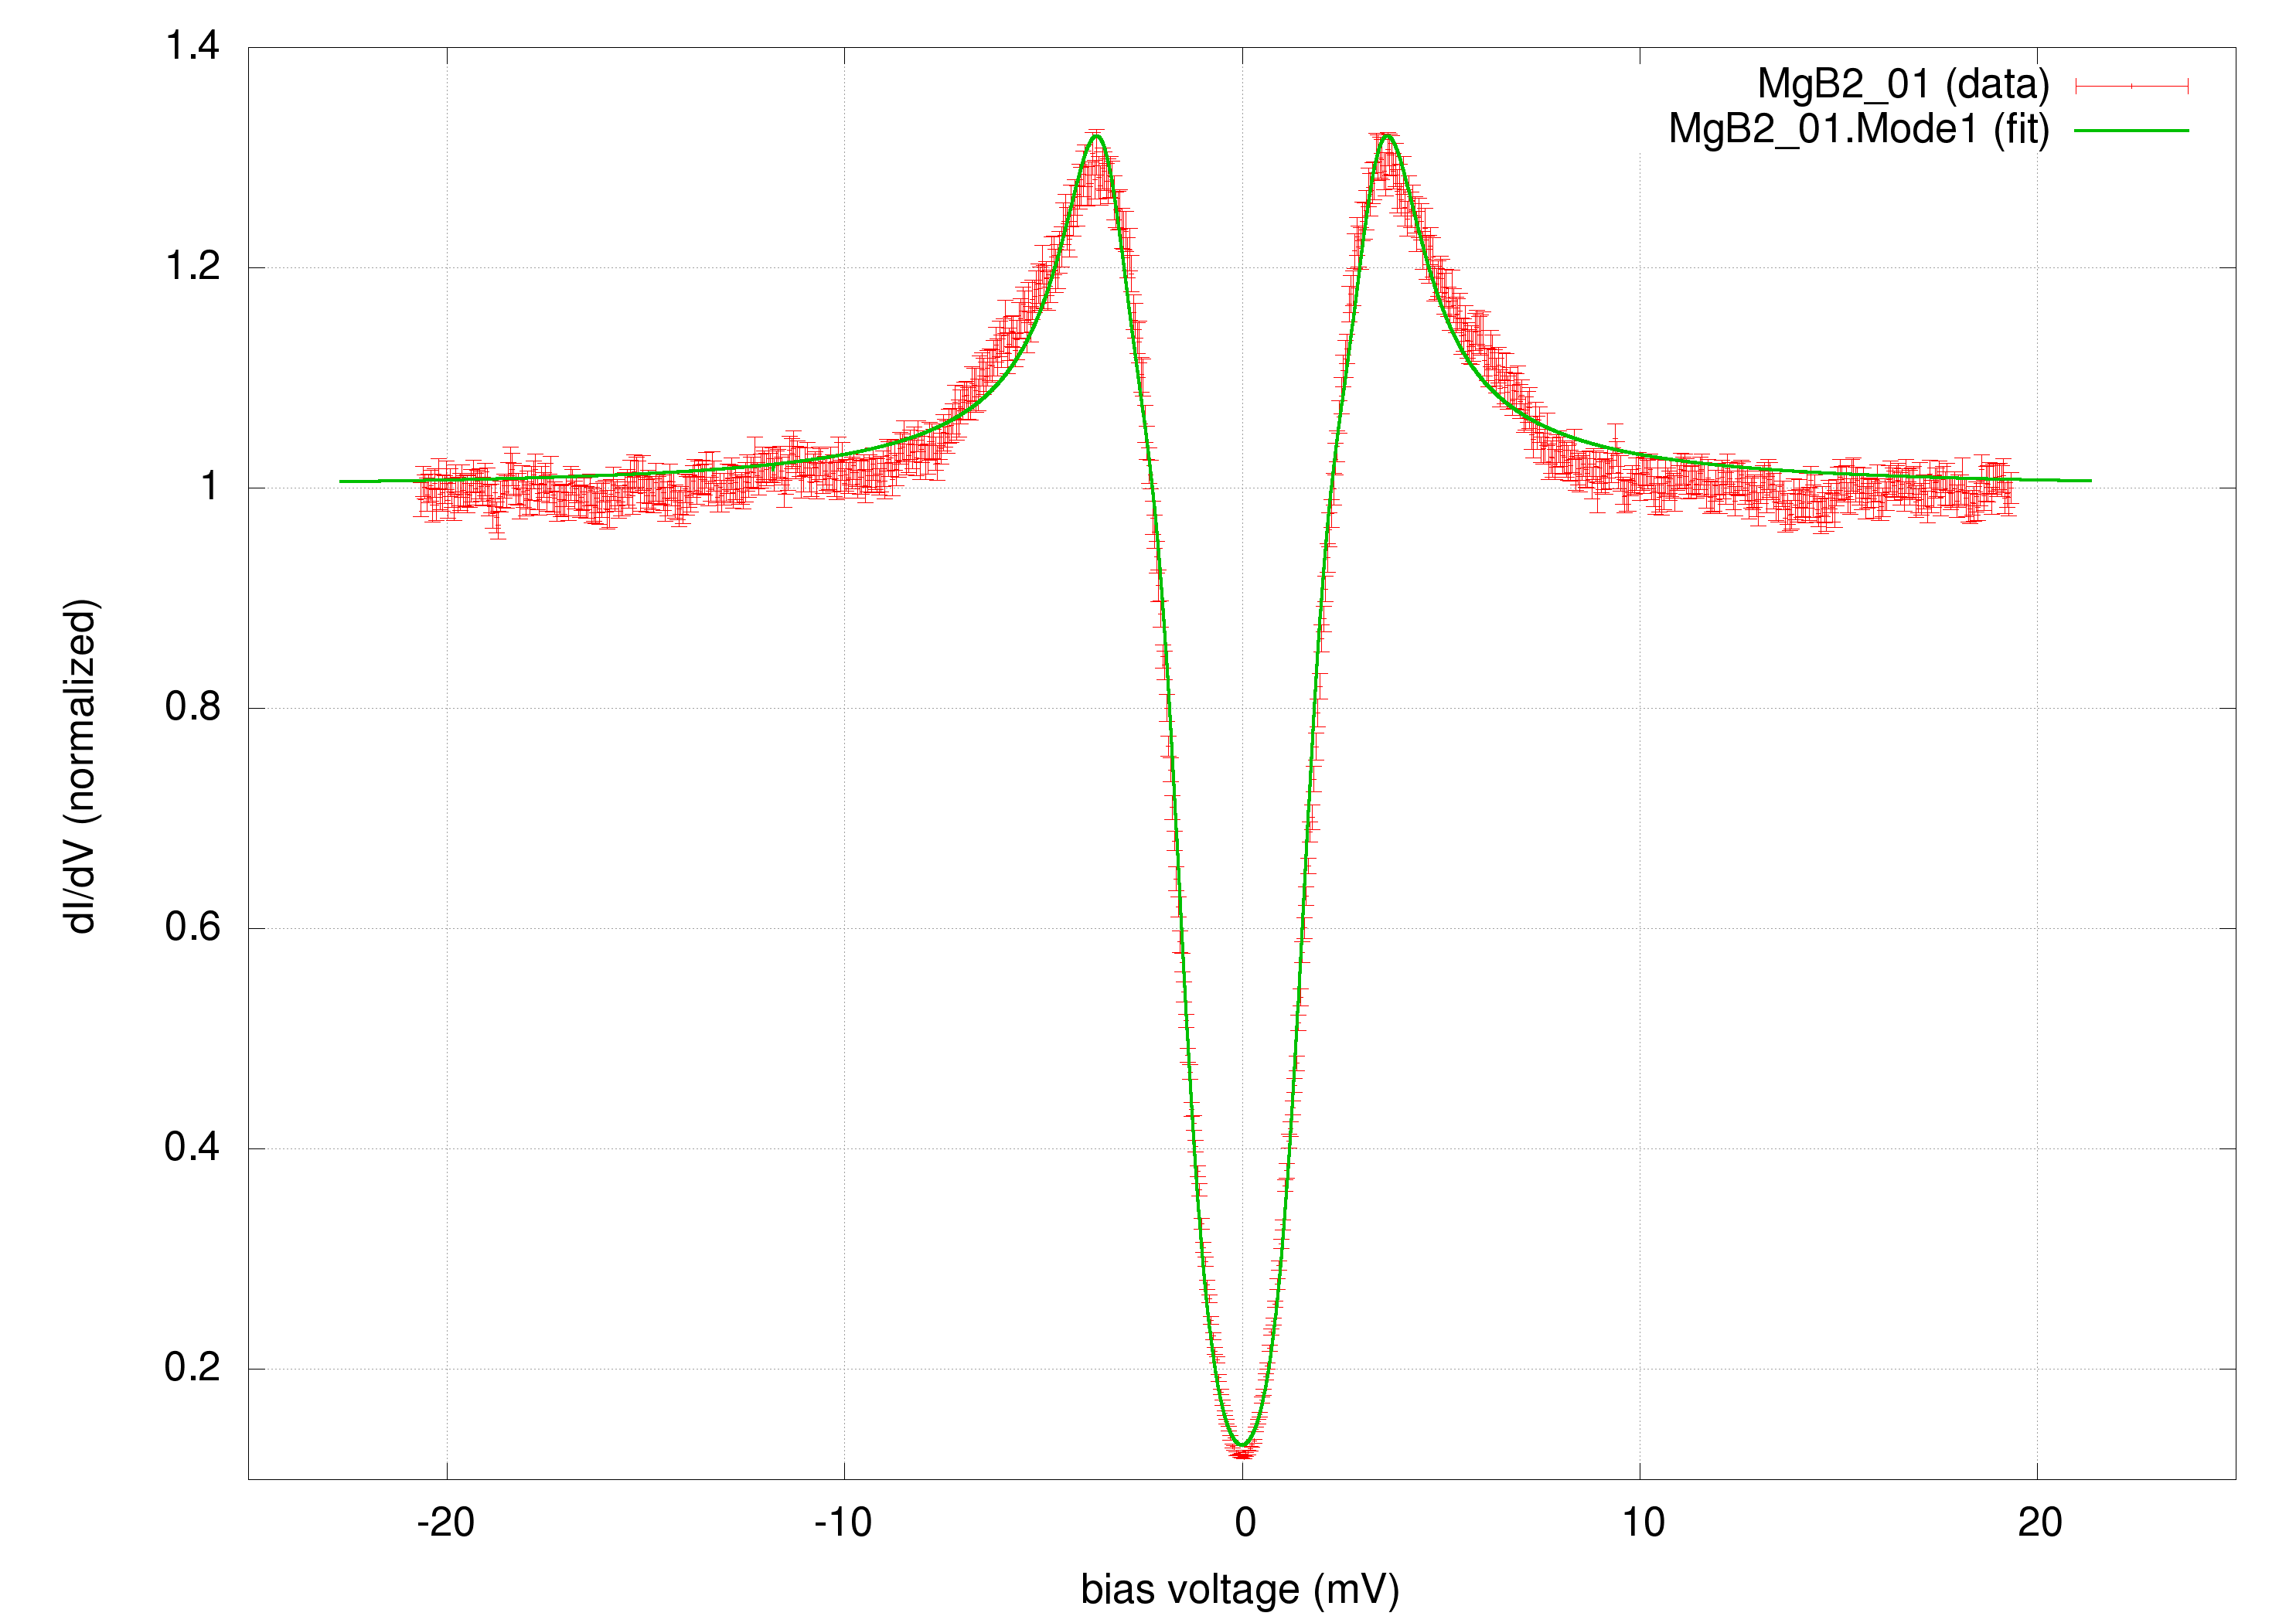 1.4
1.2
1
0.8
0.6
0.4
0.2
dI/dV (normalized)
MgB2_01 (data)
MgB2_01.Mode1 (fit)
-20 -10 0 10 20
bias voltage (mV)